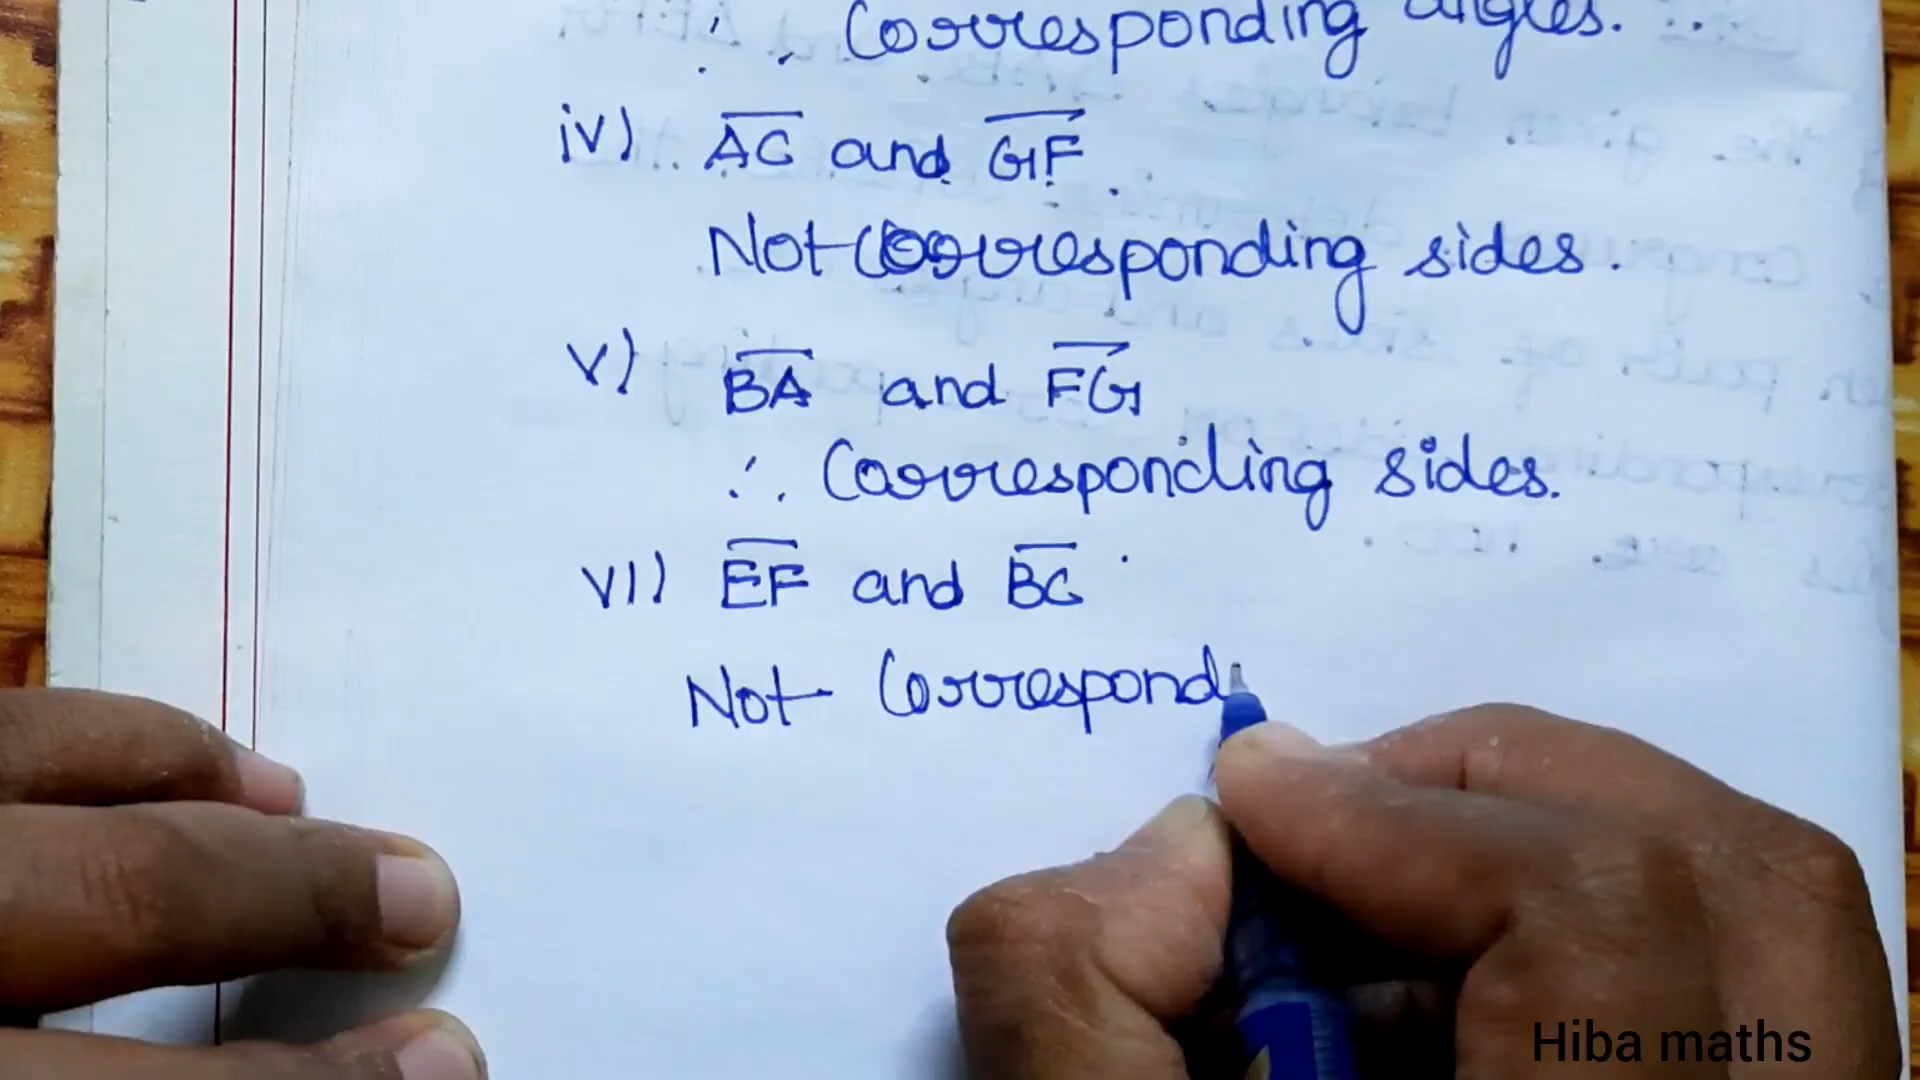 ∴ Corresponding angles.
iv) AC and GF.
Not Corresponding sides.
v) BA and FG
∴ Corresponding sides.
vi) EF and BC
Not Correspond
Hiba maths